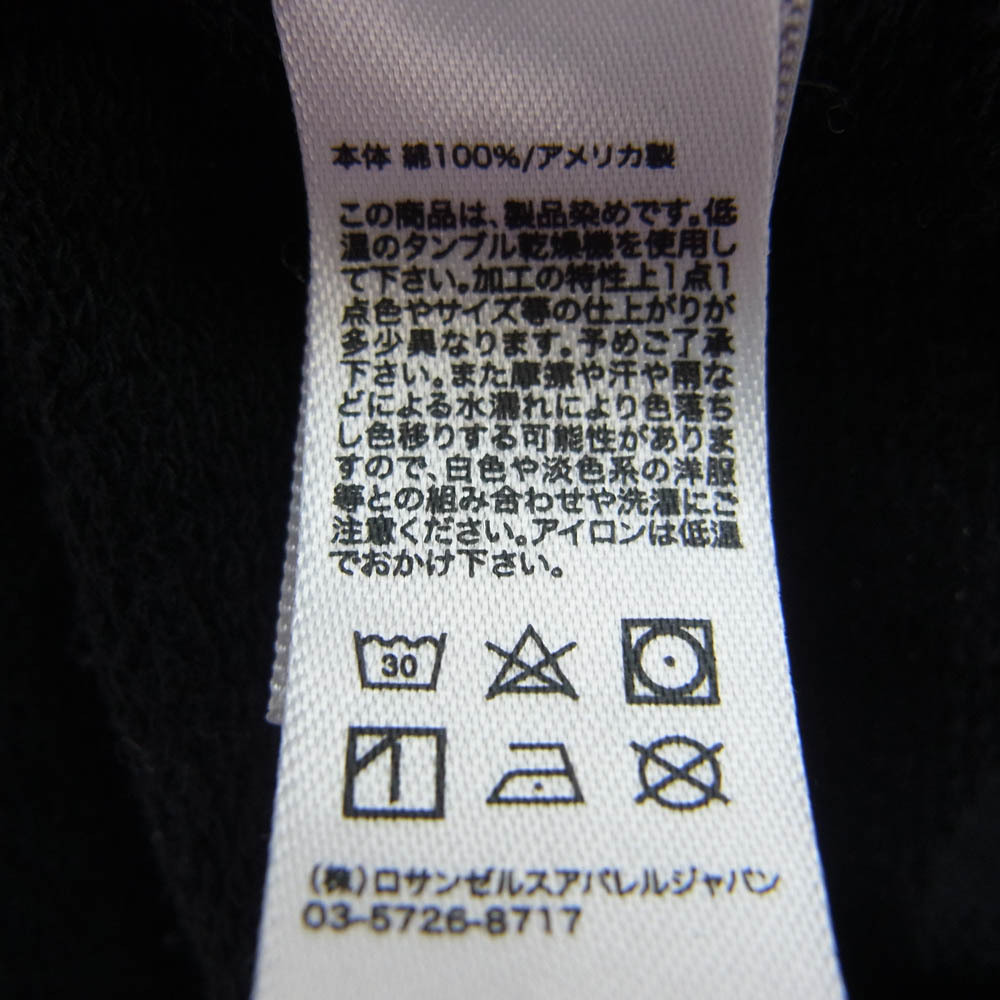 本体 綿100%/アメリカ製
この商品は、製品染めです。低
温のタンブル乾燥機を使用し
て下さい。加工の特性上1点1
点色やサイズ等の仕上がりが
多少異なります。予めご了承
下さい。また摩擦や汗や雨な
どによる水濡れにより色落ち
し色移りする可能性がありま
すので、白色や淡色系の洋服
等との組み合わせや洗濯にご
注意ください。アイロンは低温
でおかけ下さい。
30
(株)ロサンゼルスアパレルジャパン
03-5726-8717